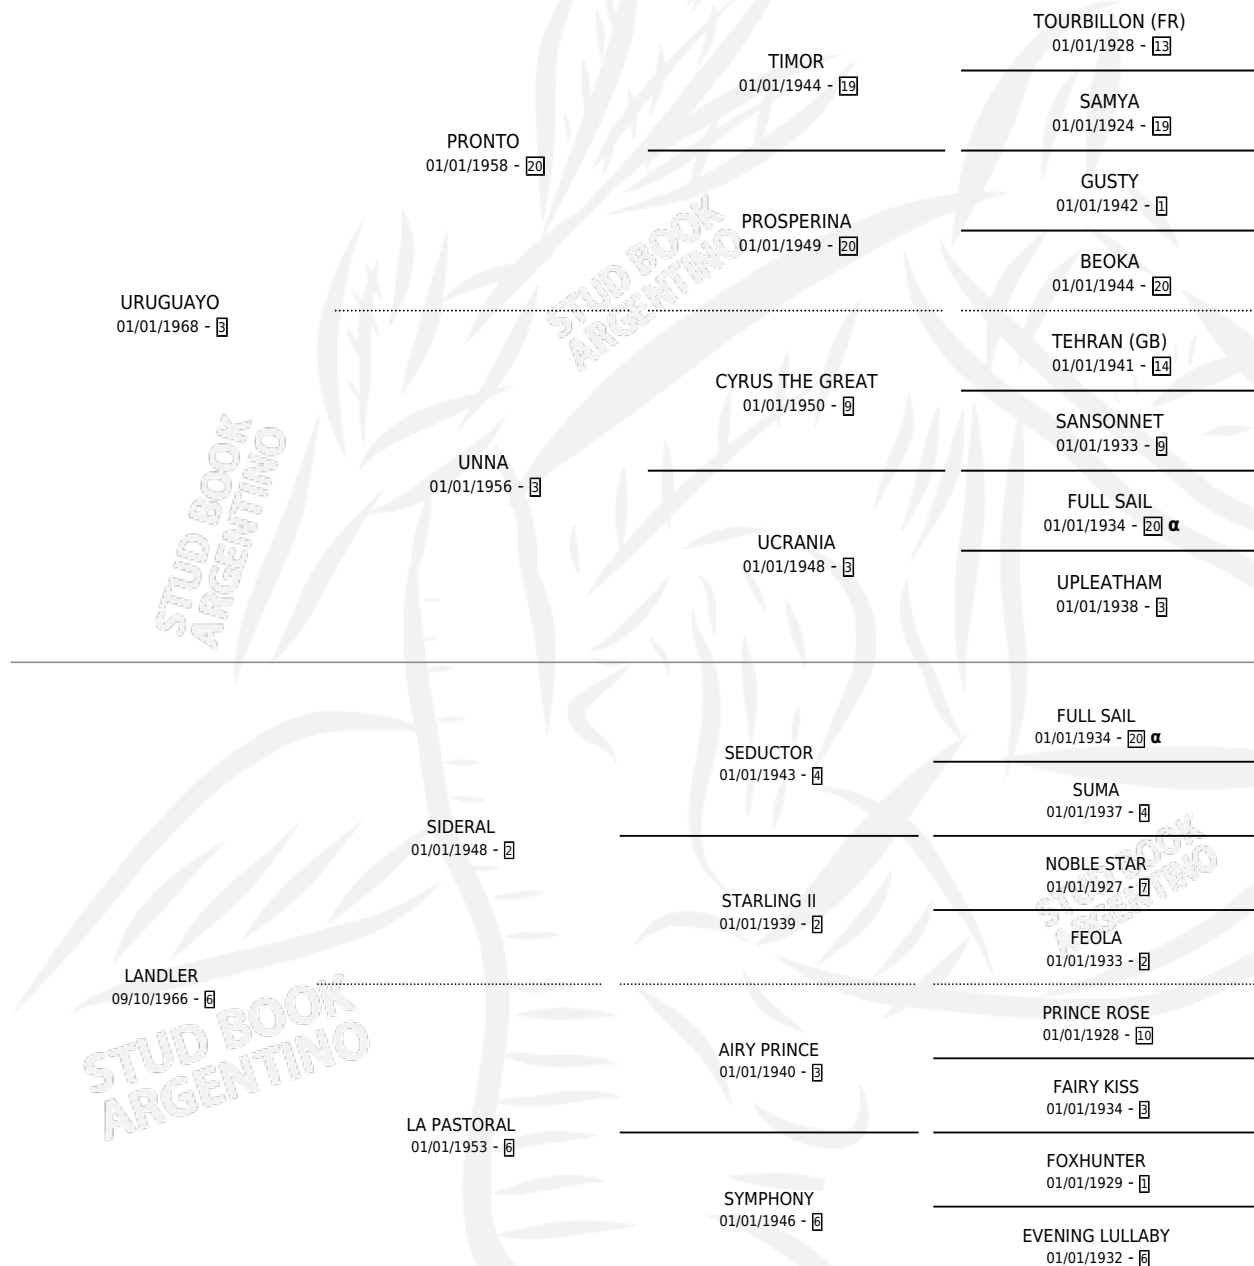 TOURBILLON (FR)
01/01/1928 - 13
TIMOR
01/01/1944 - 19
SAMYA
01/01/1924 - 19
PRONTO
01/01/1958 - 20
GUSTY
01/01/1942 - 1
PROSPERINA
01/01/1949 - 20
BEOKA
01/01/1944 - 20
URUGUAYO
01/01/1968 - 3
TEHRAN (GB)
01/01/1941 - 14
CYRUS THE GREAT
01/01/1950 - 9
SANSONNET
01/01/1933 - 9
UNNA
01/01/1956 - 3
FULL SAIL
01/01/1934 - 20 α
UCRANIA
01/01/1948 - 3
UPLEATHAM
01/01/1938 - 3
FULL SAIL
01/01/1934 - 20 α
SEDUCTOR
01/01/1943 - 4
SUMA
01/01/1937 - 4
SIDERAL
01/01/1948 - 2
NOBLE STAR
01/01/1927 - 7
STARLING II
01/01/1939 - 2
FEOLA
01/01/1933 - 2
LANDLER
09/10/1966 - 6
PRINCE ROSE
01/01/1928 - 10
AIRY PRINCE
01/01/1940 - 3
FAIRY KISS
01/01/1934 - 3
LA PASTORAL
01/01/1953 - 6
FOXHUNTER
01/01/1929 - 1
SYMPHONY
01/01/1946 - 6
EVENING LULLABY
01/01/1932 - 6
STUD BOOK
ARGENTINO
STUD BOOK
ARGENTINO
STUD BOOK
ARGENTINO
STUD BOOK
ARGENTINO